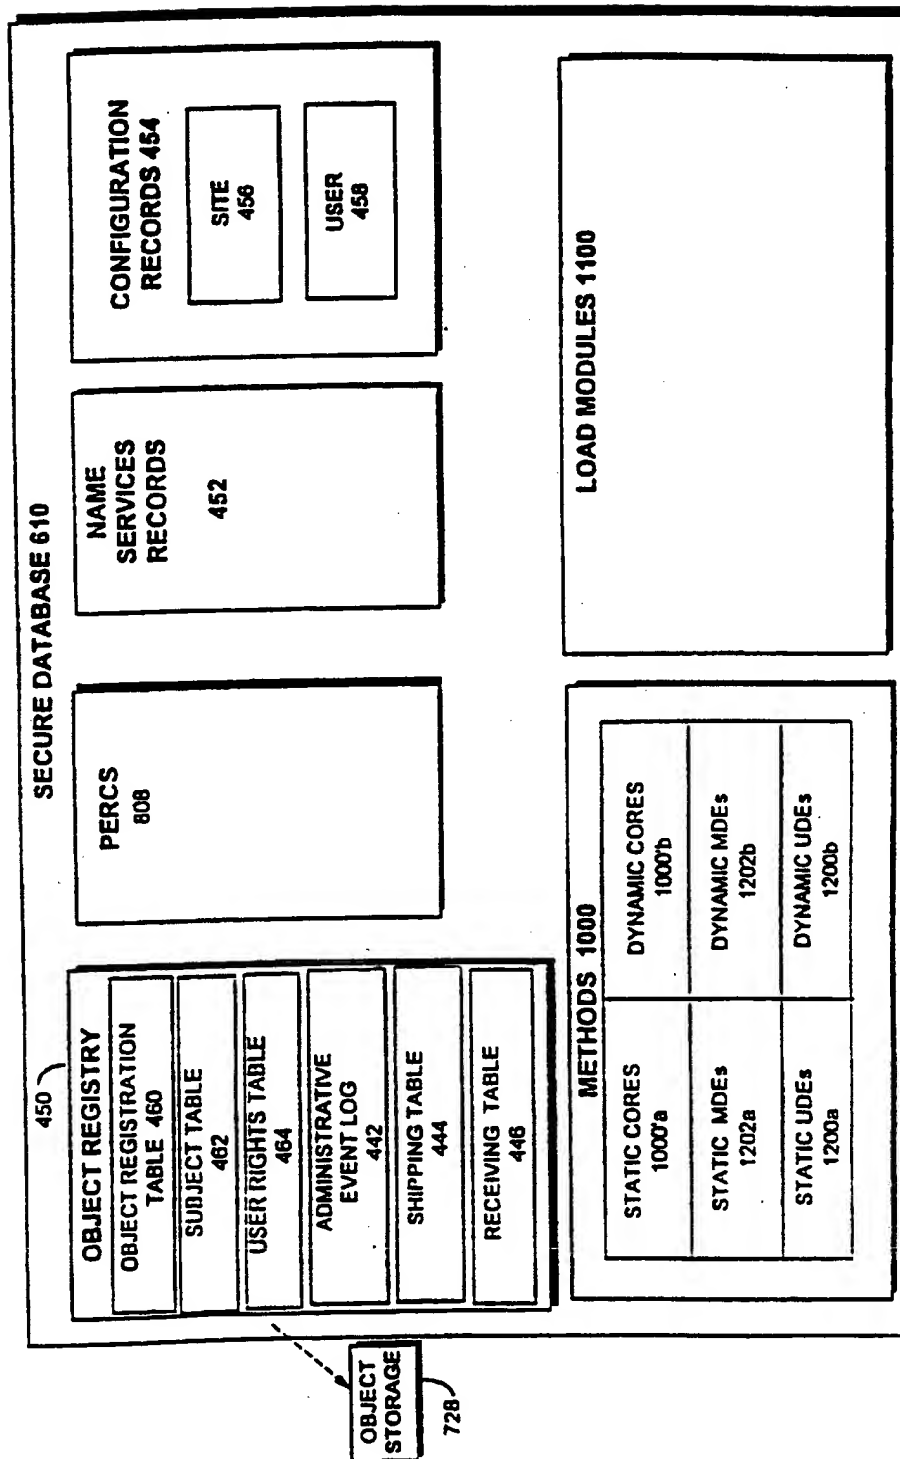 SECURE DATABASE 610
450
OBJECT REGISTRY
OBJECT REGISTRATION
TABLE 460
SUBJECT TABLE
462
USER RIGHTS TABLE
464
ADMINISTRATIVE
EVENT LOG
442
SHIPPING TABLE
444
RECEIVING TABLE
446
OBJECT
STORAGE
728
PERCS
808
NAME
SERVICES
RECORDS
452
CONFIGURATION
RECORDS 454
SITE
456
USER
458
METHODS 1000
STATIC CORES
1000'a
DYNAMIC CORES
1000'b
STATIC MDEs
1202a
DYNAMIC MDEs
1202b
STATIC UDEs
1200a
DYNAMIC UDEs
1200b
LOAD MODULES 1100